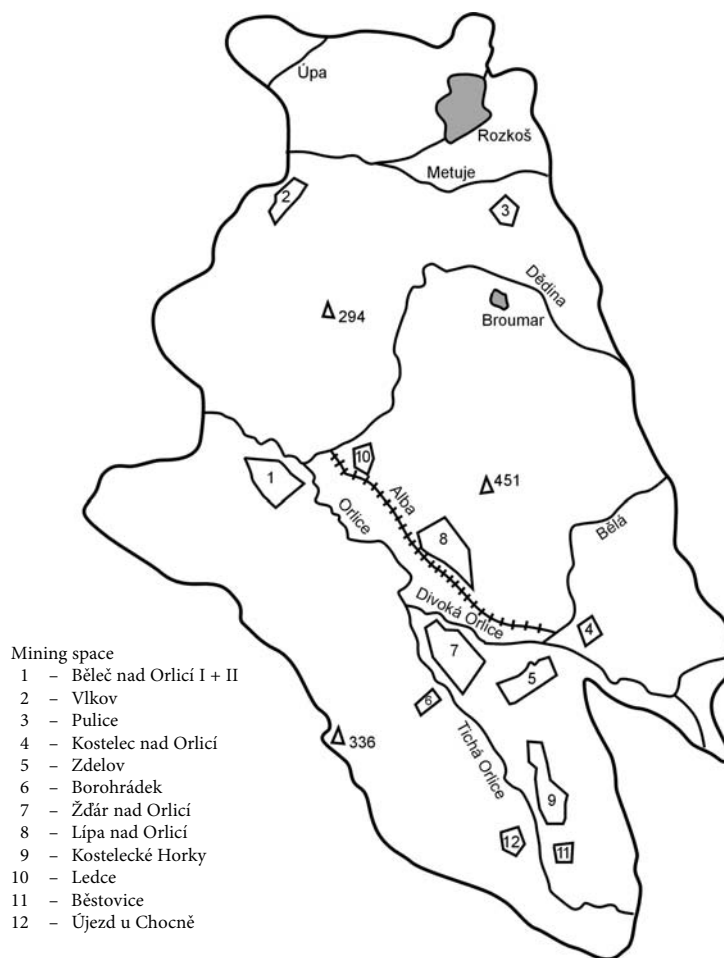 Úpa
Rozkoš
Metuje
2
3
Dědina
294
Broumar
10
1
451
Alba
Orlice
8
Bělá
Divoká Orlice
4
7
5
6
336
Tichá Orlice
9
12
11
Mining space
1 – Běleč nad Orlicí I + II
2 – Vlkov
3 – Pulice
4 – Kostelec nad Orlicí
5 – Zdelov
6 – Borohrádek
7 – Žďár nad Orlicí
8 – Lípa nad Orlicí
9 – Kostelecké Horky
10 – Ledce
11 – Běstovice
12 – Újezd u Chocně